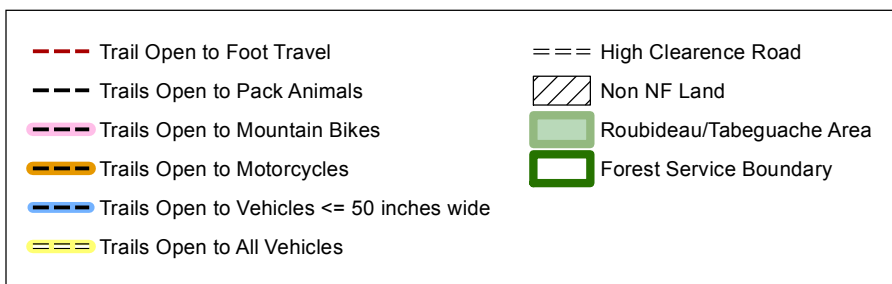 Trail Open to Foot Travel
Trails Open to Pack Animals
Trails Open to Mountain Bikes
Trails Open to Motorcycles
Trails Open to Vehicles <= 50 inches wide
Trails Open to All Vehicles
High Clearence Road
Non NF Land
Roubideau/Tabeguache Area
Forest Service Boundary